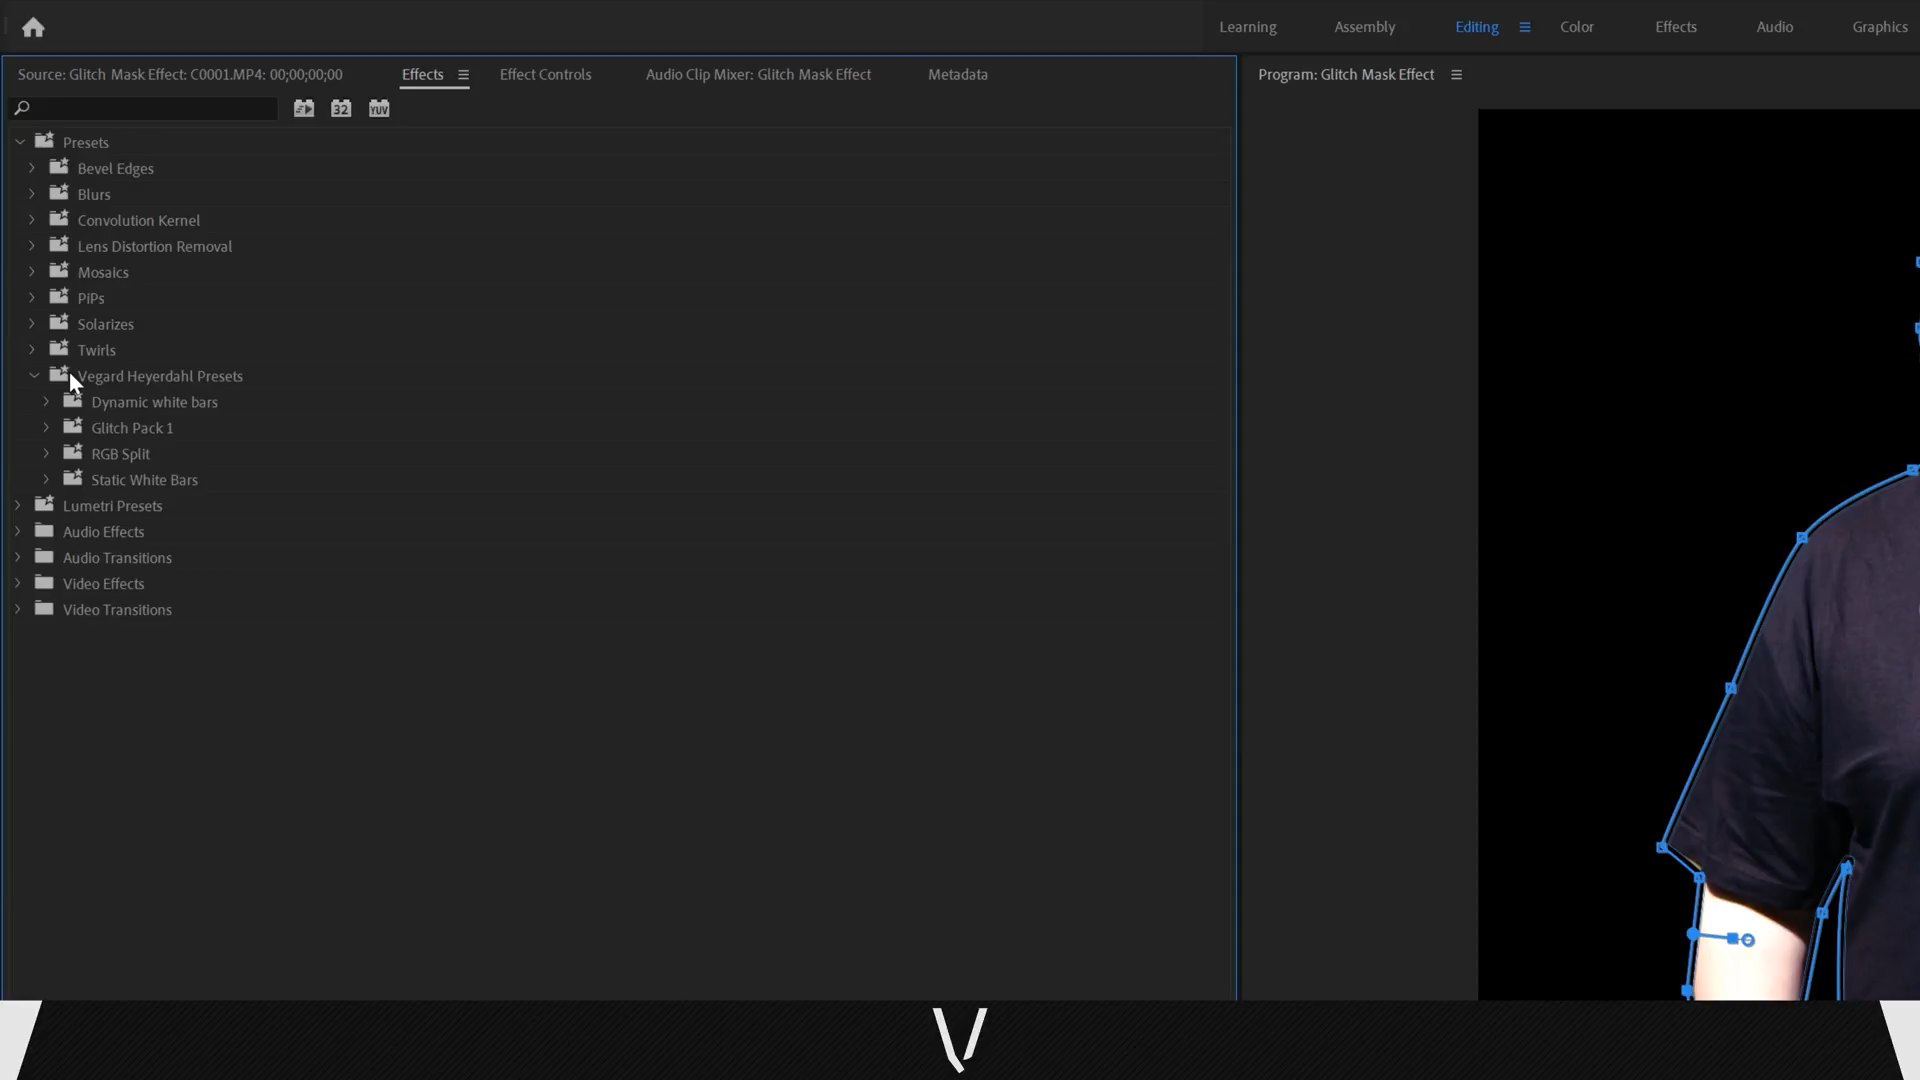 Learning
Assembly
Editing
Color
Effects
Audio
Graphics
Source: Glitch Mask Effect: C0001.MP4: 00;00;00;00
Effects
Effect Controls
Audio Clip Mixer: Glitch Mask Effect
Metadata
Program: Glitch Mask Effect
32
YUV
Presets
Bevel Edges
Blurs
Convolution Kernel
Lens Distortion Removal
Mosaics
PiPs
Solarizes
Twirls
Vegard Heyerdahl Presets
Dynamic white bars
Glitch Pack 1
RGB Split
Static White Bars
Lumetri Presets
Audio Effects
Audio Transitions
Video Effects
Video Transitions